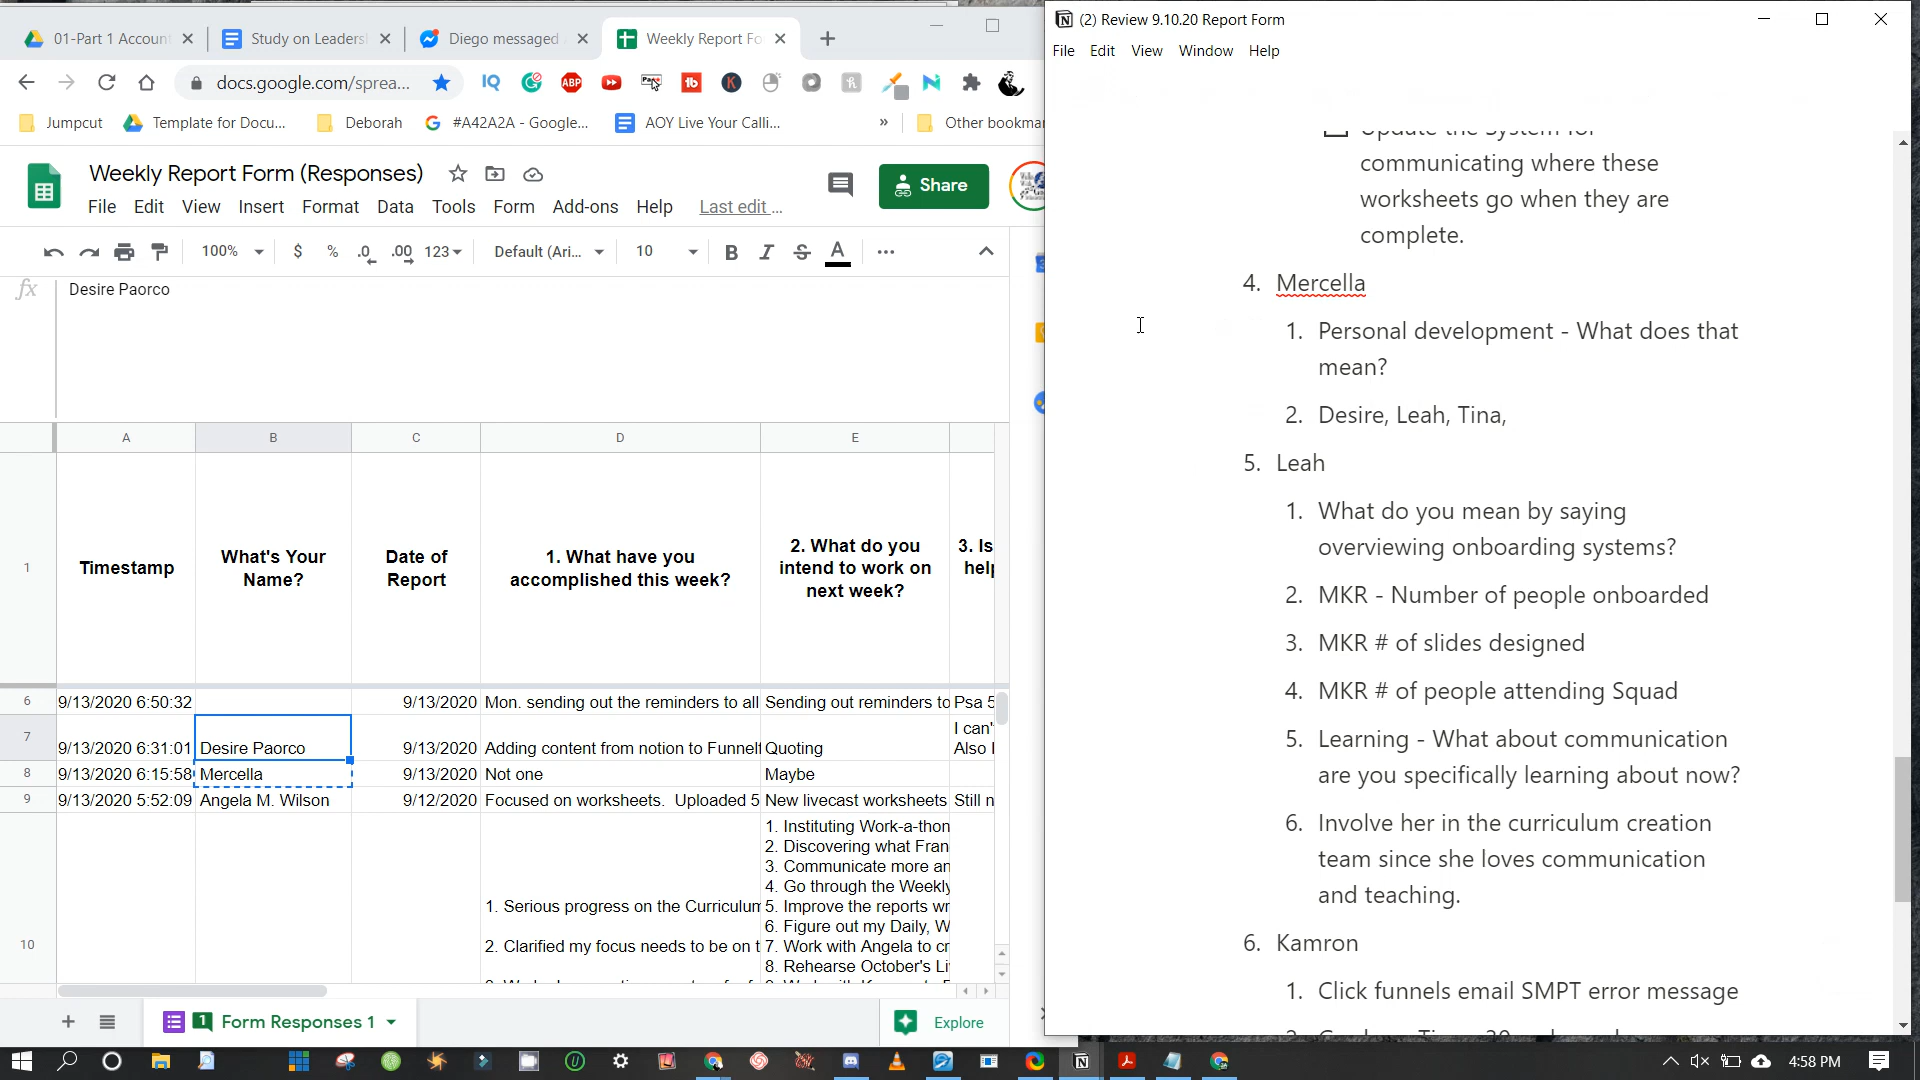 01-Part 1 Accoun
Study on Leaders
Diego messaged
Weekly Report Fo
docs.google.com/sprea...
Jumpcut
Template for Docu...
Deborah
#A42A2A - Google...
AOY Live Your Calli...
»
Other bookmar
Weekly Report Form (Responses)
Share
File Edit View Insert Format Data Tools Form Add-ons Help Last edit ...
100% $ % .0 .00 123 Default (Ari... 10 B I S A
fx Desire Paorco
A B C D E
1
Timestamp
What's Your Name?
Date of Report
1. What have you accomplished this week?
2. What do you intend to work on next week?
3. Is
help
6 9/13/2020 6:50:32 9/13/2020 Mon. sending out the reminders to all Sending out reminders to Psa 5
I can'
7 9/13/2020 6:31:01 Desire Paorco 9/13/2020 Adding content from notion to Funnell Quoting Also I
8 9/13/2020 6:15:58 Mercella 9/13/2020 Not one Maybe
9 9/13/2020 5:52:09 Angela M. Wilson 9/12/2020 Focused on worksheets. Uploaded 5 New livecast worksheets Still n
1. Instituting Work-a-thon
2. Discovering what Fran
3. Communicate more an
4. Go through the Weekly
1. Serious progress on the Curriculum 5. Improve the reports wr
6. Figure out my Daily, W
10 2. Clarified my focus needs to be on t 7. Work with Angela to cr
8. Rehearse October's Li
Form Responses 1
1
Explore
(2) Review 9.10.20 Report Form
File Edit View Window Help
Update the System for
communicating where these
worksheets go when they are
complete.
4. Mercella
1. Personal development - What does that
mean?
2. Desire, Leah, Tina,
5. Leah
1. What do you mean by saying
overviewing onboarding systems?
2. MKR - Number of people onboarded
3. MKR # of slides designed
4. MKR # of people attending Squad
5. Learning - What about communication
are you specifically learning about now?
6. Involve her in the curriculum creation
team since she loves communication
and teaching.
6. Kamron
1. Click funnels email SMPT error message
4:58 PM